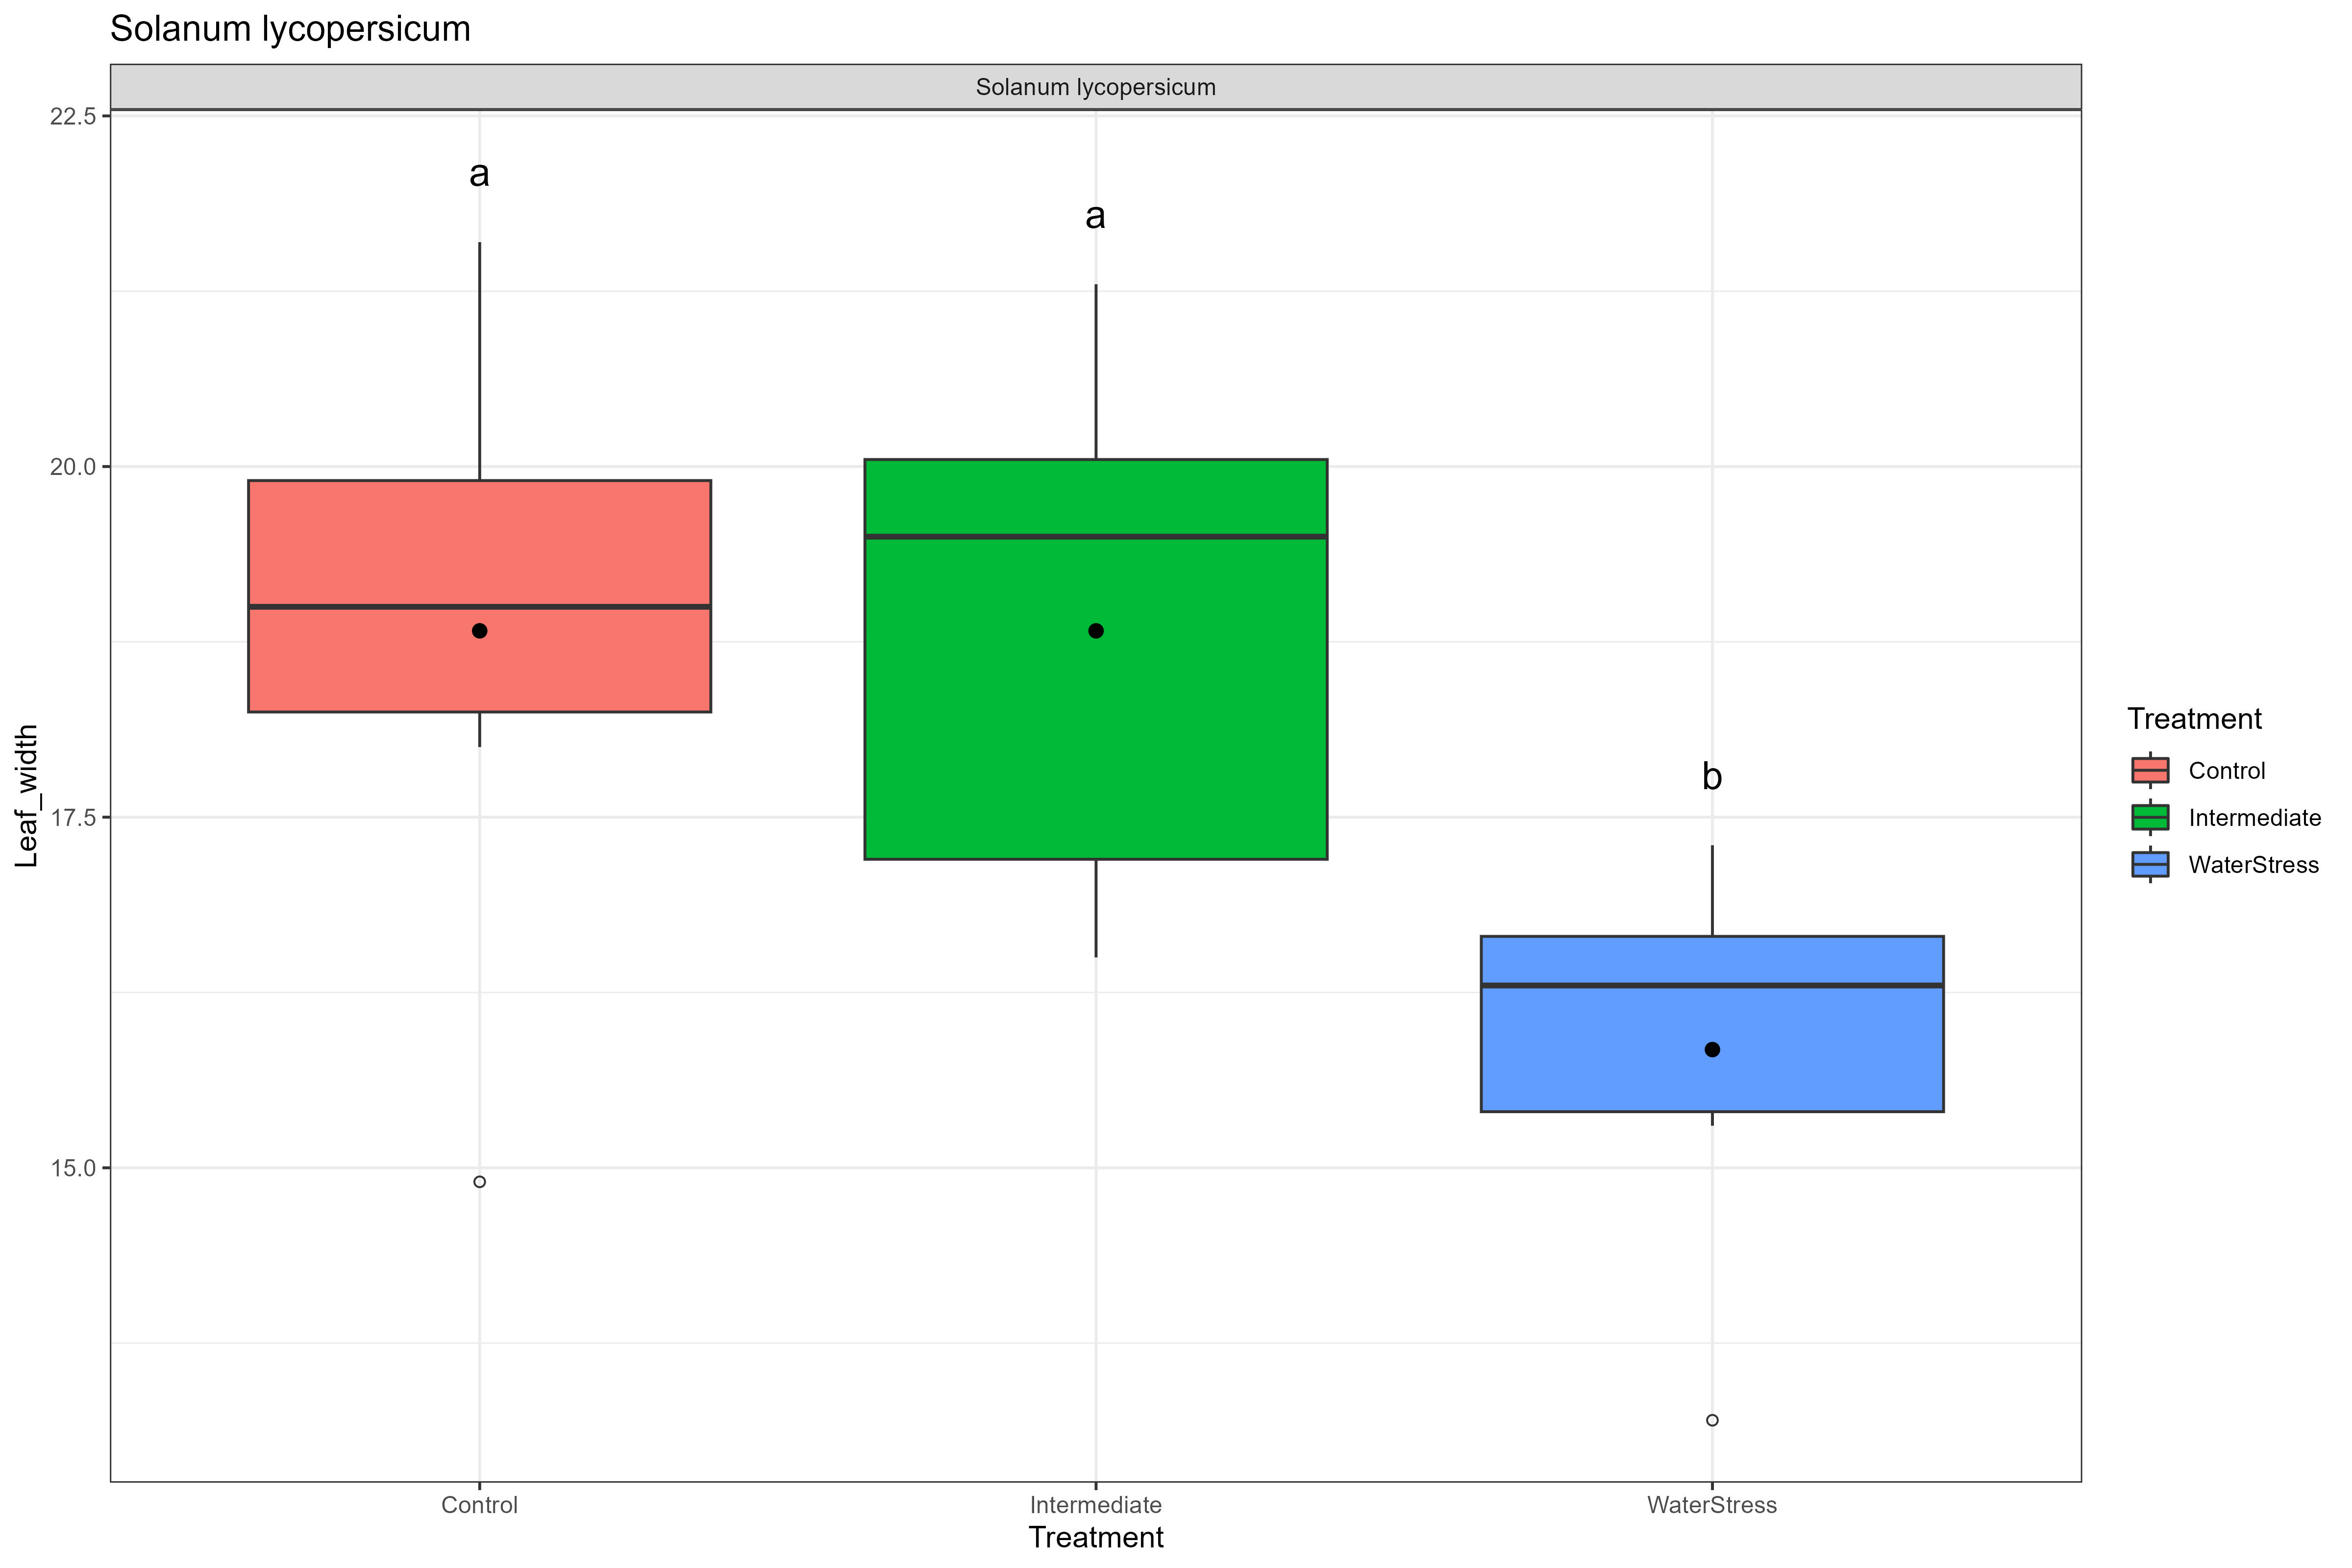 Solanum lycopersicum
Solanum lycopersicum
22.5
20.0
17.5
15.0
a
a
b
Leaf_width
Control
Intermediate
WaterStress
Treatment
Treatment
Control
Intermediate
WaterStress